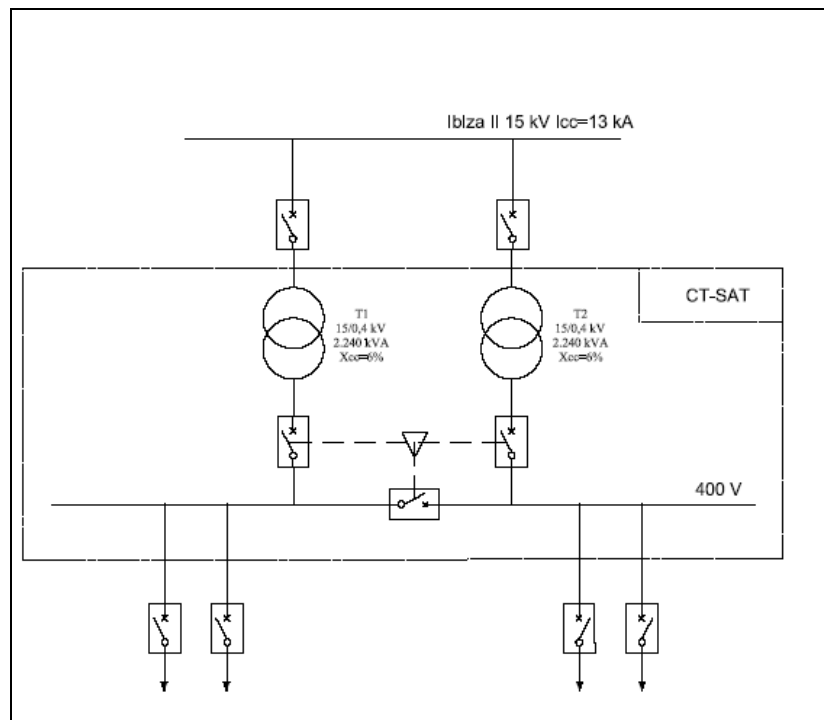 IbIza II 15 kV Icc=13 kA
CT-SAT
T1
15/0,4 kV
2.240 kVA
Xcc=6%
T2
15/0,4 kV
2.240 kVA
Xcc=6%
400 V